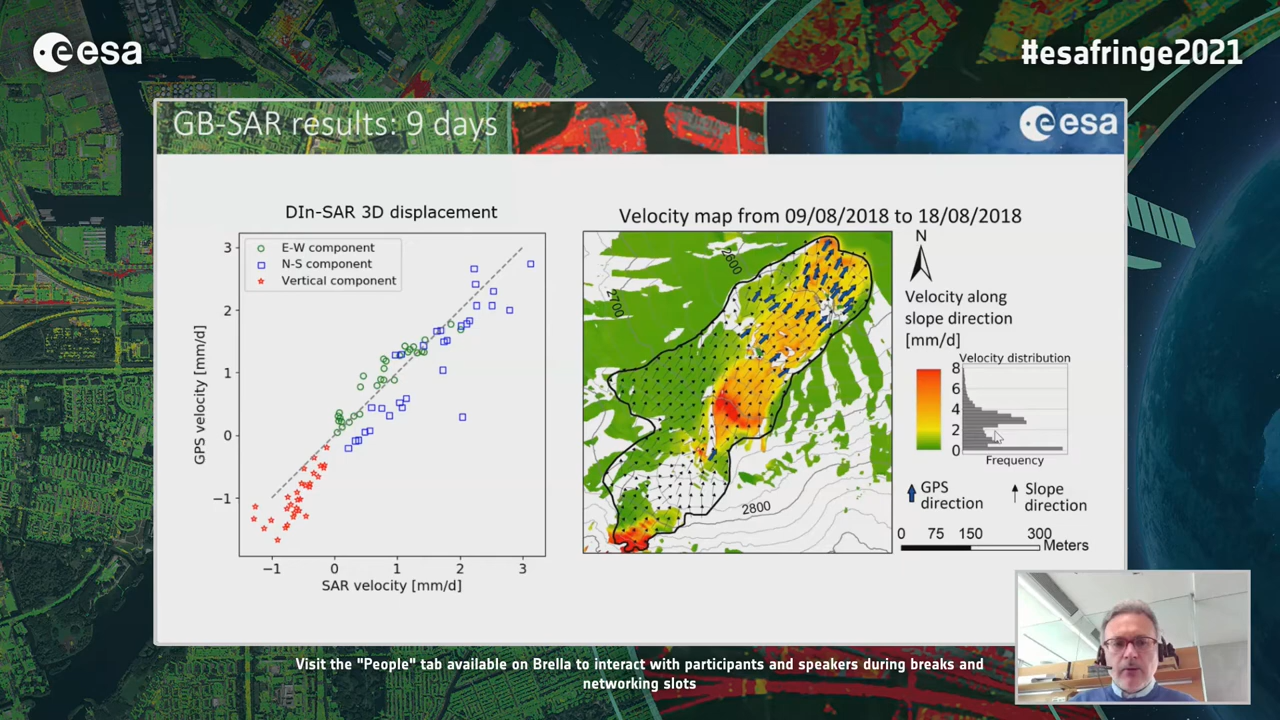 esa
#esafringe2021
GB-SAR results: 9 days
esa
DIn-SAR 3D displacement
E-W component
N-S component
Vertical component
3
2
1
0
−1
GPS velocity [mm/d]
−1 0 1 2 3
SAR velocity [mm/d]
Velocity map from 09/08/2018 to 18/08/2018
2600
2700
2800
N
Velocity along
slope direction
[mm/d]
Velocity distribution
8
6
4
2
0
Frequency
GPS
direction
Slope
direction
0 75 150 300
Meters
Visit the "People" tab available on Brella to interact with participants and speakers during breaks and
networking slots